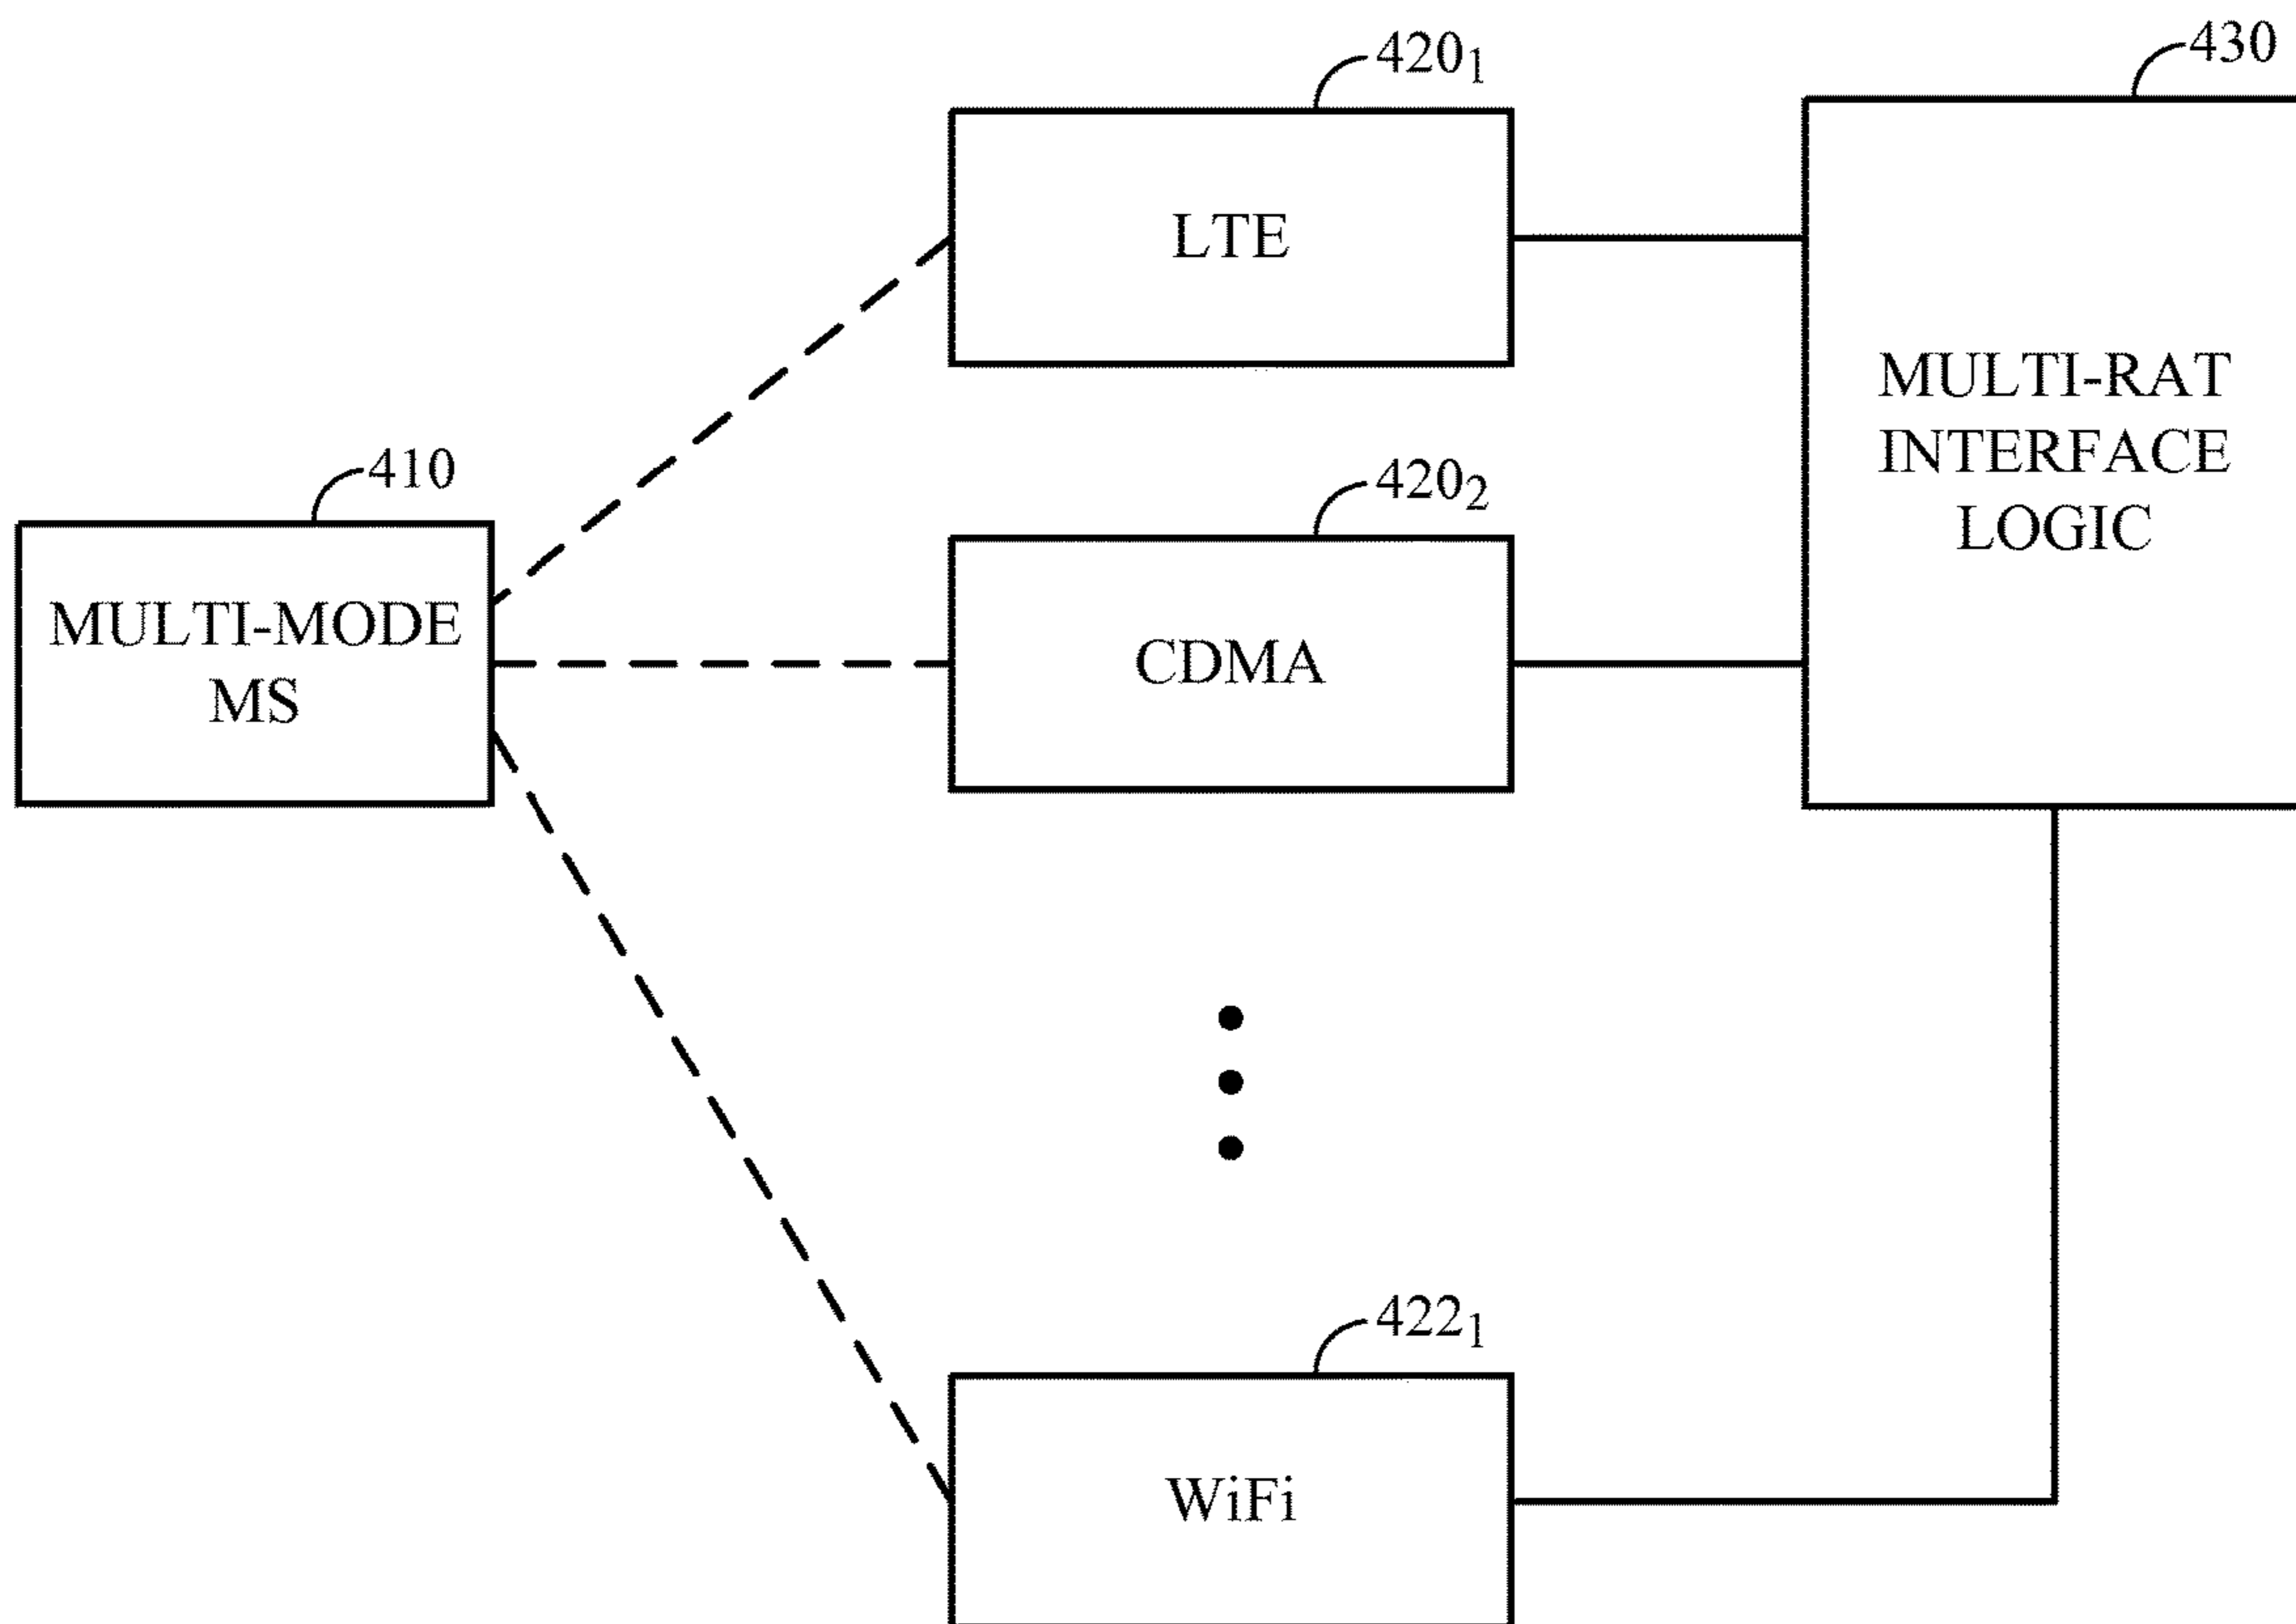 420₁
430
LTE
MULTI-RAT
INTERFACE
LOGIC
410
MULTI-MODE
MS
420₂
CDMA
422₁
WiFi